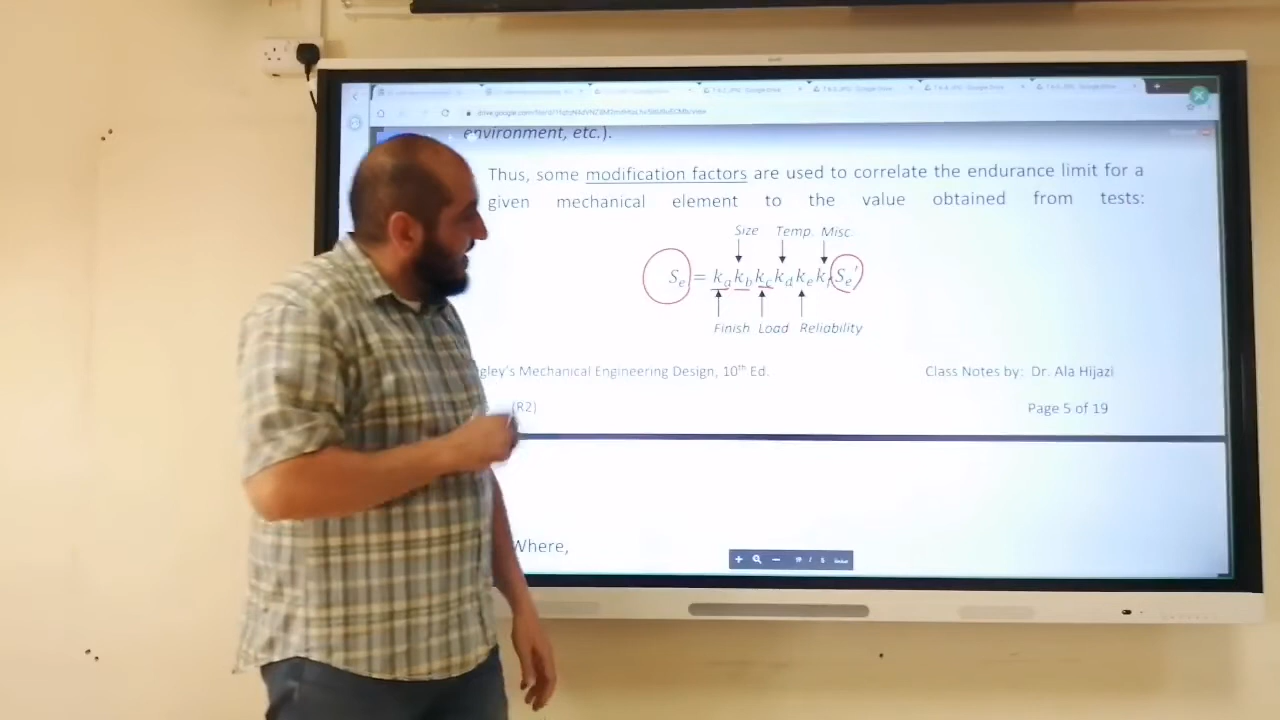 environment, etc.).
Thus, some modification factors are used to correlate the endurance limit for a
given mechanical element to the value obtained from tests:
Size Temp. Misc.
Se = ka kb kc kd ke kf Se'
Finish Load Reliability
gley's Mechanical Engineering Design, 10th Ed. Class Notes by: Dr. Ala Hijazi
(R2) Page 5 of 19
Where,